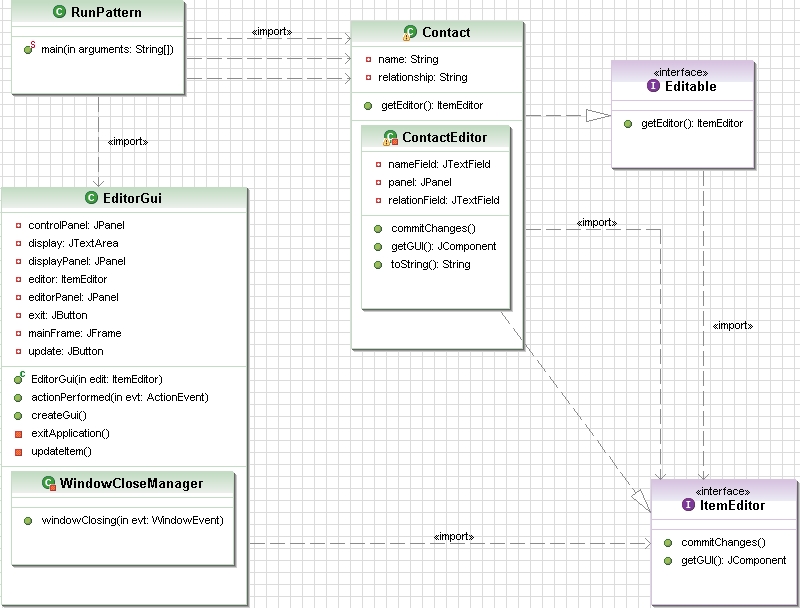 RunPattern
main(in arguments: String[])
«import»
«import»
Contact
name: String
relationship: String
getEditor(): ItemEditor
ContactEditor
nameField: JTextField
panel: JPanel
relationField: JTextField
commitChanges()
getGUI(): JComponent
toString(): String
«interface»
Editable
getEditor(): ItemEditor
«import»
«import»
EditorGui
controlPanel: JPanel
display: JTextArea
displayPanel: JPanel
editor: ItemEditor
editorPanel: JPanel
exit: JButton
mainFrame: JFrame
update: JButton
EditorGui(in edit: ItemEditor)
actionPerformed(in evt: ActionEvent)
createGui()
exitApplication()
updateItem()
WindowCloseManager
windowClosing(in evt: WindowEvent)
«import»
«interface»
ItemEditor
commitChanges()
getGUI(): JComponent